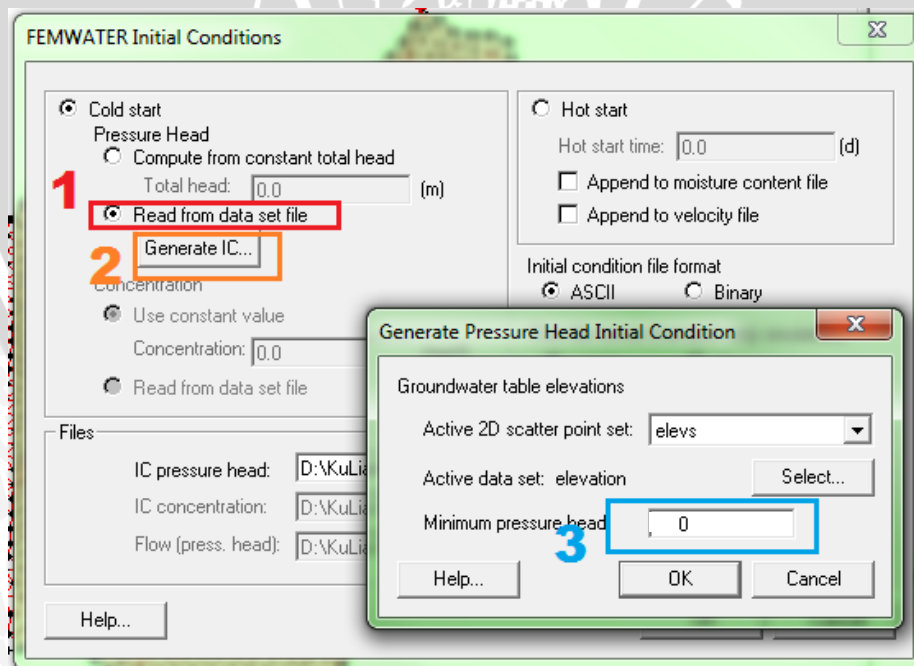 FEMWATER Initial Conditions
Cold start
Pressure Head
Compute from constant total head
Total head: 0.0 (m)
1
Read from data set file
2
Generate IC...
Concentration
Use constant value
Concentration: 0.0
Read from data set file
Hot start
Hot start time: 0.0 (d)
Append to moisture content file
Append to velocity file
Initial condition file format
ASCII Binary
Files
IC pressure head: D:\KuLia
IC concentration: D:\KuLia
Flow (press. head): D:\KuLia
Help...
Generate Pressure Head Initial Condition
Groundwater table elevations
Active 2D scatter point set: elevs
Active data set: elevation Select...
Minimum pressure head 0
3
Help... OK Cancel